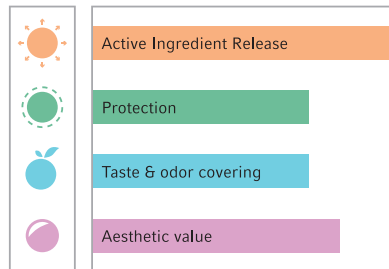 Active Ingredient Release
Protection
Taste & odor covering
Aesthetic value